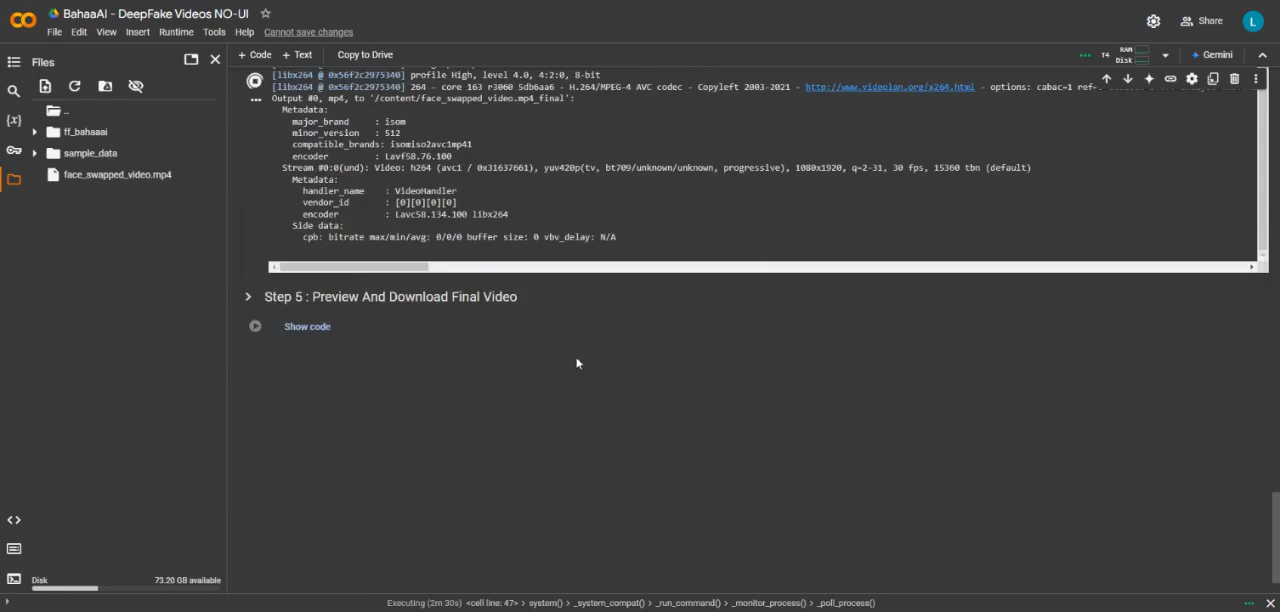 BahaaAI - DeepFake Videos NO-UI
File Edit View Insert Runtime Tools Help Cannot save changes
Share
L
Files
+ Code + Text Copy to Drive
T4 RAM Disk
Gemini
..
ff_bahaaai
sample_data
face_swapped_video.mp4
[libx264 @ 0x56f2c2975340] profile High, level 4.0, 4:2:0, 8-bit
[libx264 @ 0x56f2c2975340] 264 - core 163 r3060 5db6aa6 - H.264/MPEG-4 AVC codec - Copyleft 2003-2021 - http://www.videolan.org/x264.html - options: cabac=1
Output #0, mp4, to '/content/face_swapped_video.mp4_final':
Metadata:
major_brand : isom
minor_version : 512
compatible_brands: isomiso2avc1mp41
encoder : Lavf58.76.100
Stream #0:0(und): Video: h264 (avc1 / 0x31637661), yuv420p(tv, bt709/unknown/unknown, progressive), 1080x1920, q=2-31, 30 fps, 15360 tbn (default)
Metadata:
handler_name : VideoHandler
vendor_id : [0][0][0][0]
encoder : Lavc58.134.100 libx264
Side data:
cpb: bitrate max/min/avg: 0/0/0 buffer size: 0 vbv_delay: N/A
Step 5 : Preview And Download Final Video
Show code
Disk 73.20 GB available
Executing (2m 30s) <cell line: 47> > system() > _system_compat() > _run_command() > _monitor_process() > _poll_process()